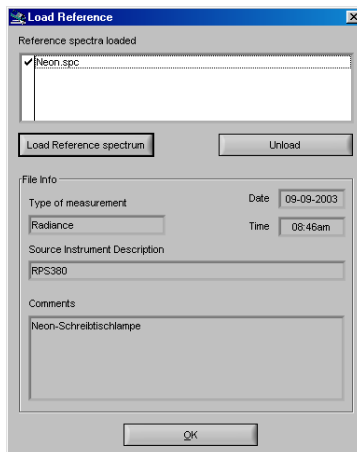 Load Reference
Reference spectra loaded
Neon.spc
Load Reference spectrum
Unload
File Info
Type of measurement
Date 09-09-2003
Radiance
Time 08:46am
Source Instrument Description
RPS380
Comments
Neon-Schreibtischlampe
OK